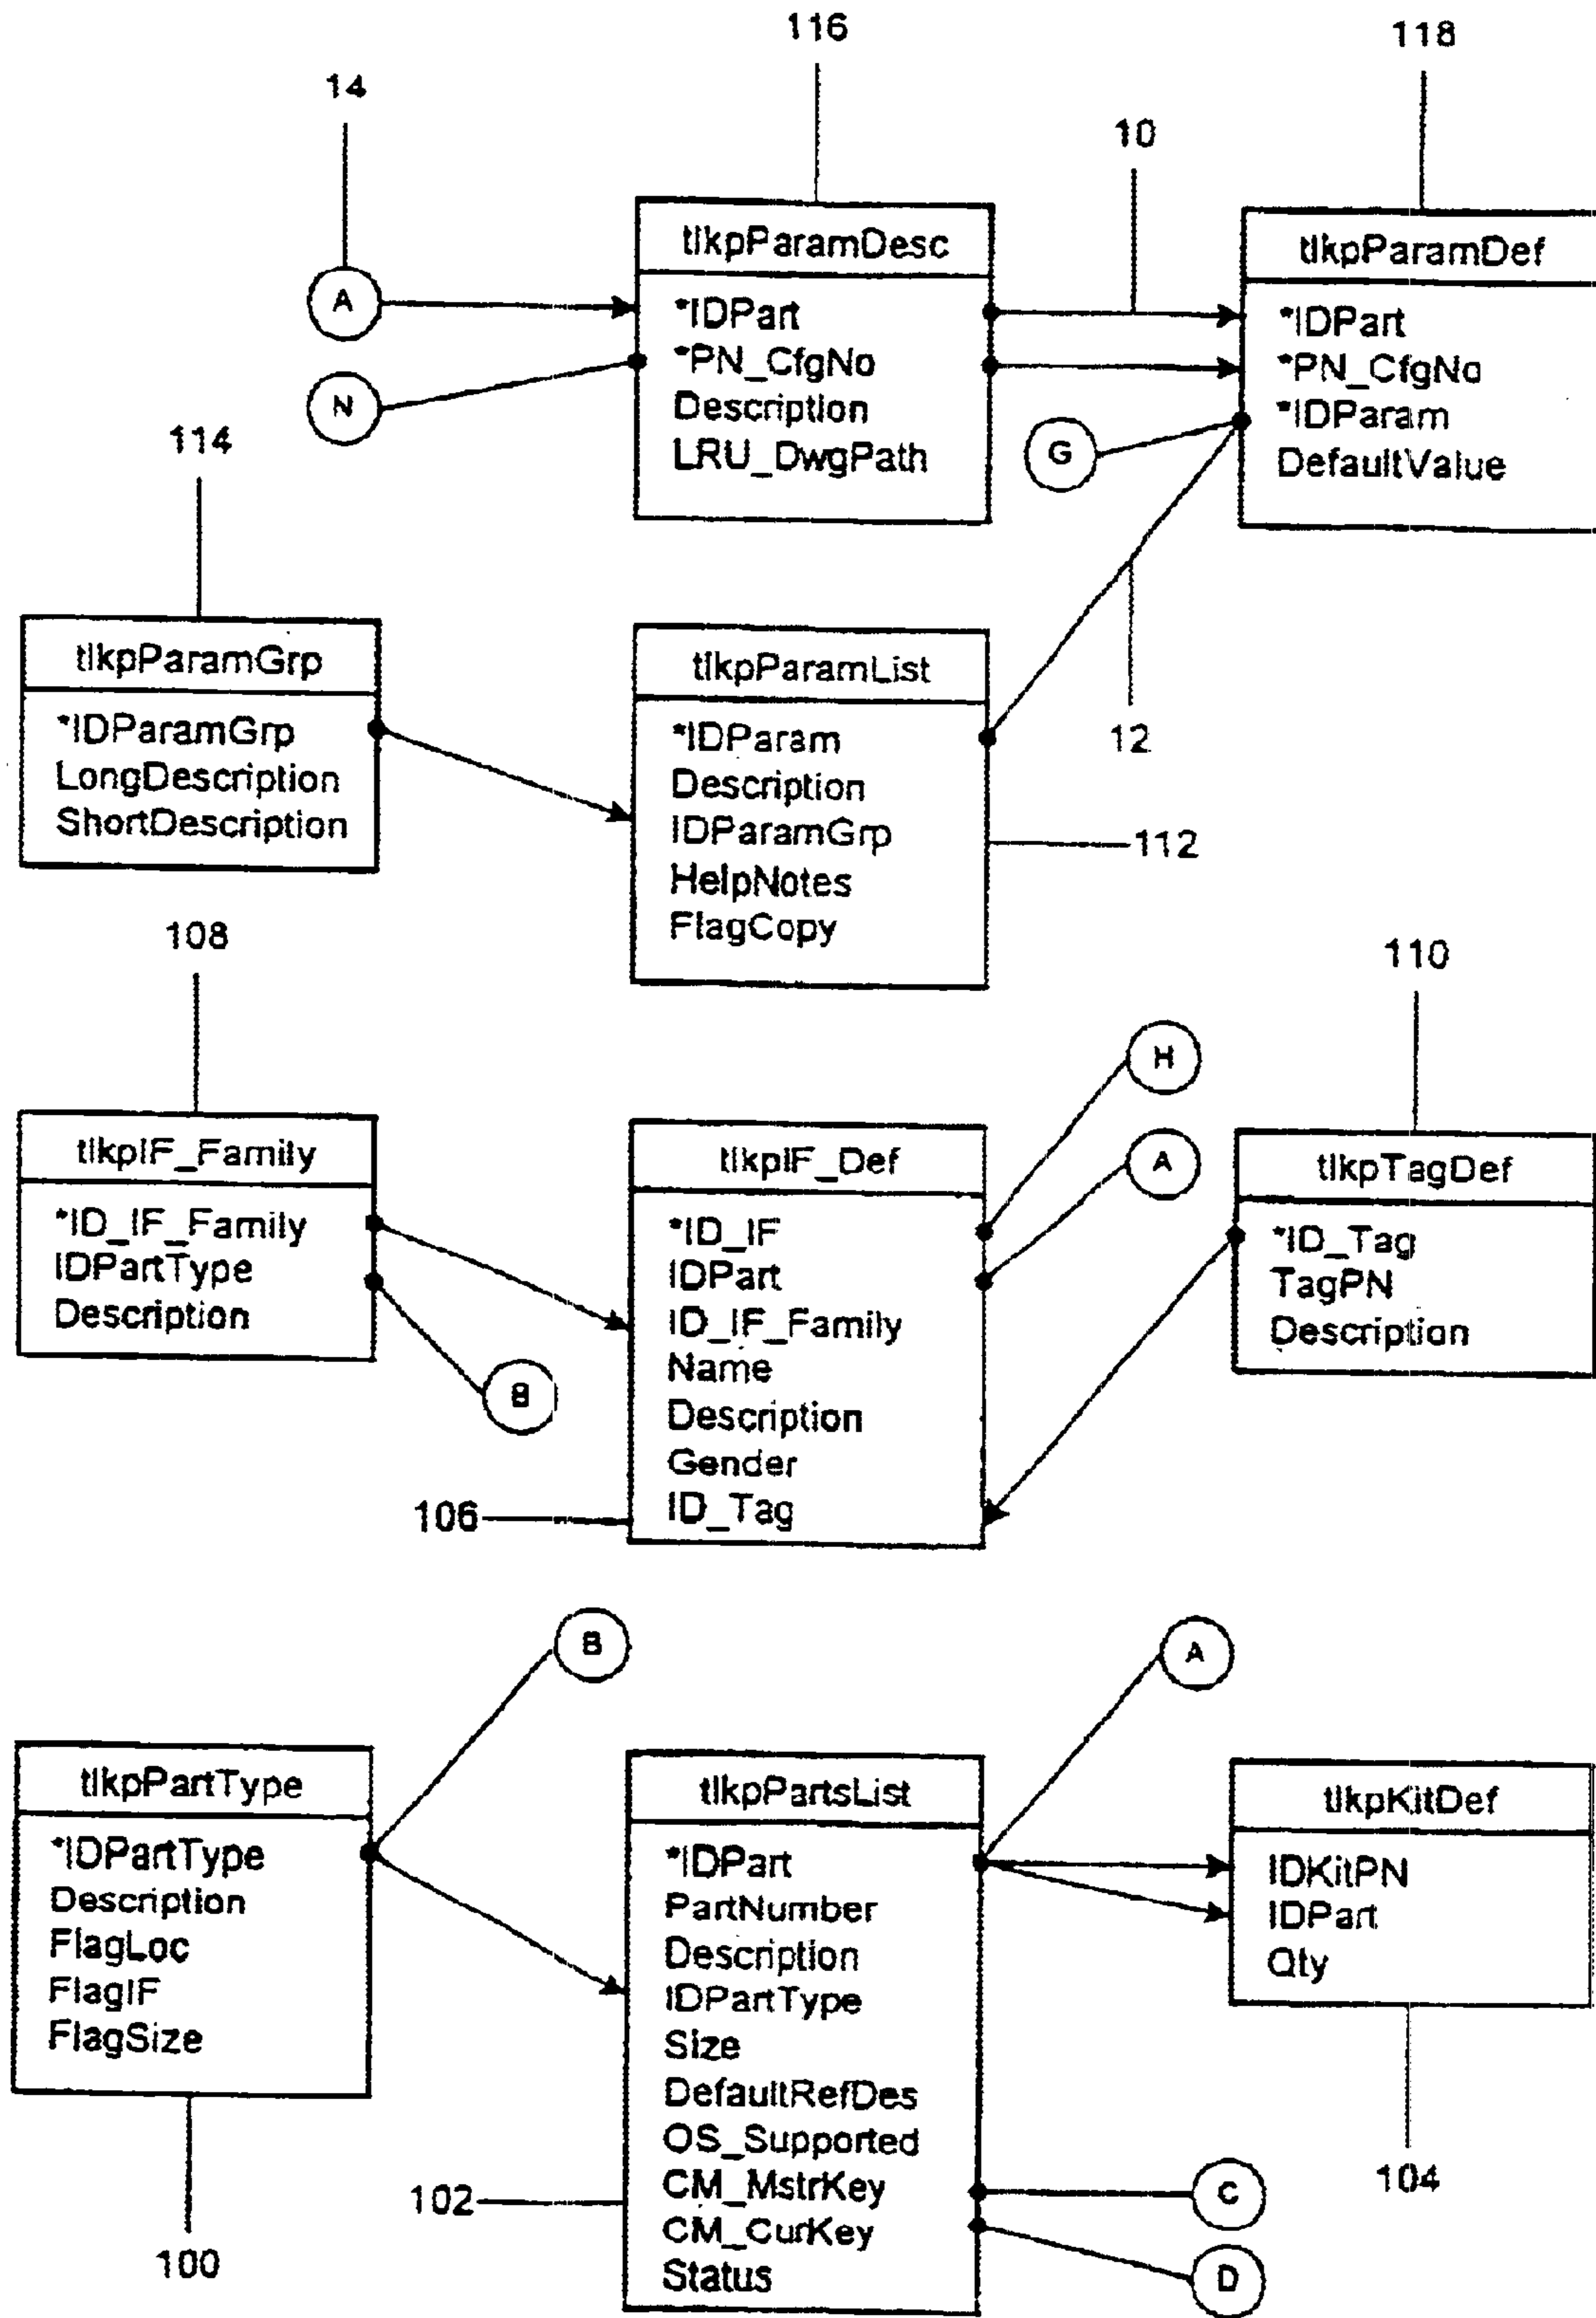 116
118
14
10
tlkpParamDesc
*IDPart
*PN_CfgNo
Description
LRU_DwgPath
tlkpParamDef
*IDPart
*PN_CfgNo
*IDParam
DefaultValue
A
N
G
114
12
tlkpParamGrp
*IDParamGrp
LongDescription
ShortDescription
tlkpParamList
*IDParam
Description
IDParamGrp
HelpNotes
FlagCopy
112
108
110
H
A
tlkpIF_Family
*ID_IF_Family
IDPartType
Description
B
tlkpIF_Def
*ID_IF
IDPart
ID_IF_Family
Name
Description
Gender
ID_Tag
106
tlkpTagDef
*ID_Tag
TagPN
Description
B
A
tlkpPartType
*IDPartType
Description
FlagLoc
FlagIF
FlagSize
100
tlkpPartsList
*IDPart
PartNumber
Description
IDPartType
Size
DefaultRefDes
OS_Supported
CM_MstrKey
CM_CurKey
Status
102
tlkpKitDef
IDKitPN
IDPart
Qty
104
C
D